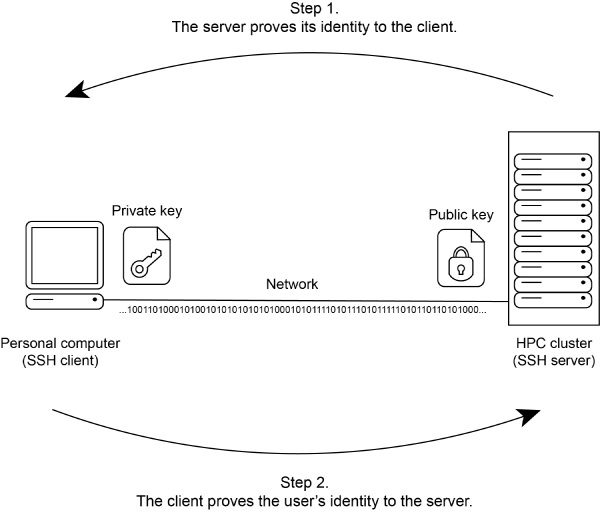 Step 1.
The server proves its identity to the client.
Private key
Public key
Network
...1001101000101001010101010101000101011110101110101111101011011010101000...
Personal computer
(SSH client)
HPC cluster
(SSH server)
Step 2.
The client proves the user's identity to the server.